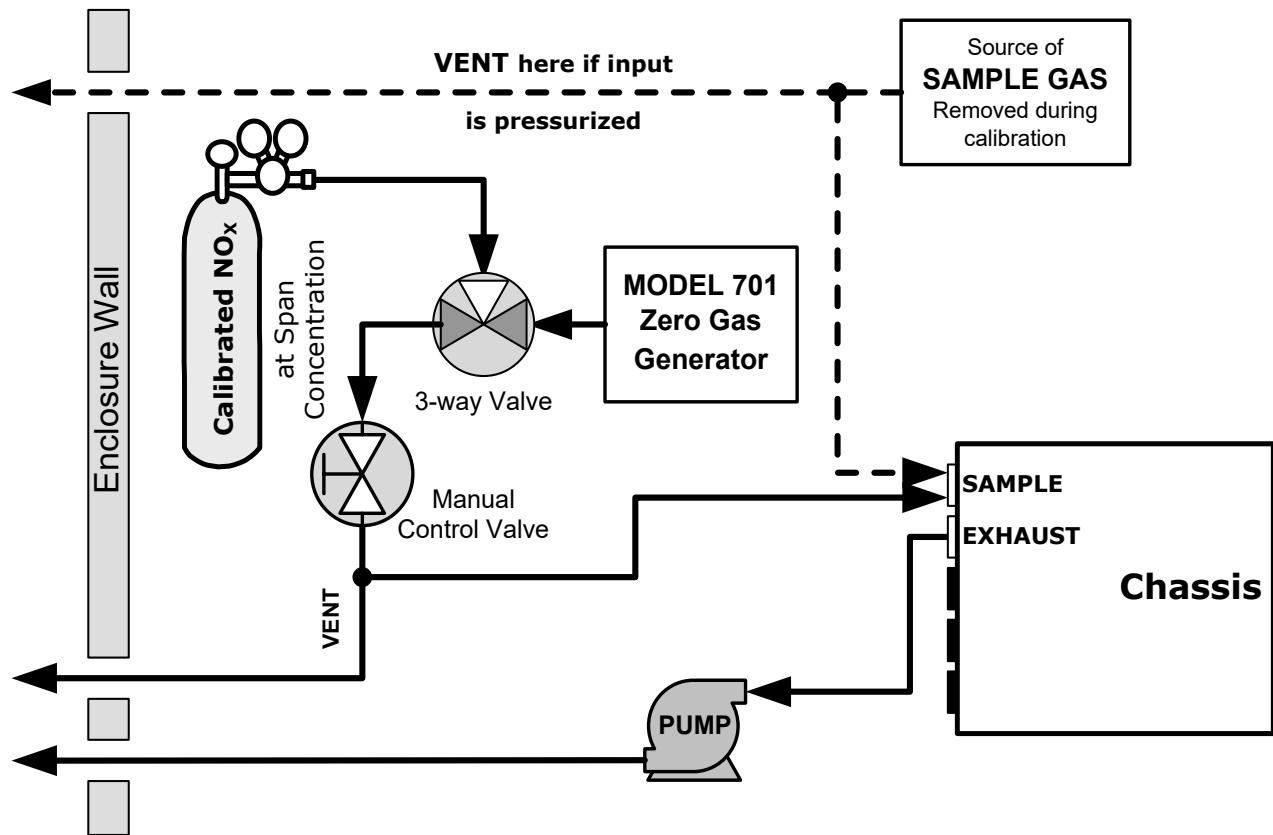 VENT here if input
is pressurized
Source of
SAMPLE GAS
Removed during
calibration
Enclosure Wall
Calibrated NOX
at Span
Concentration
MODEL 701
Zero Gas
Generator
3-way Valve
Manual
Control Valve
VENT
SAMPLE
EXHAUST
Chassis
PUMP